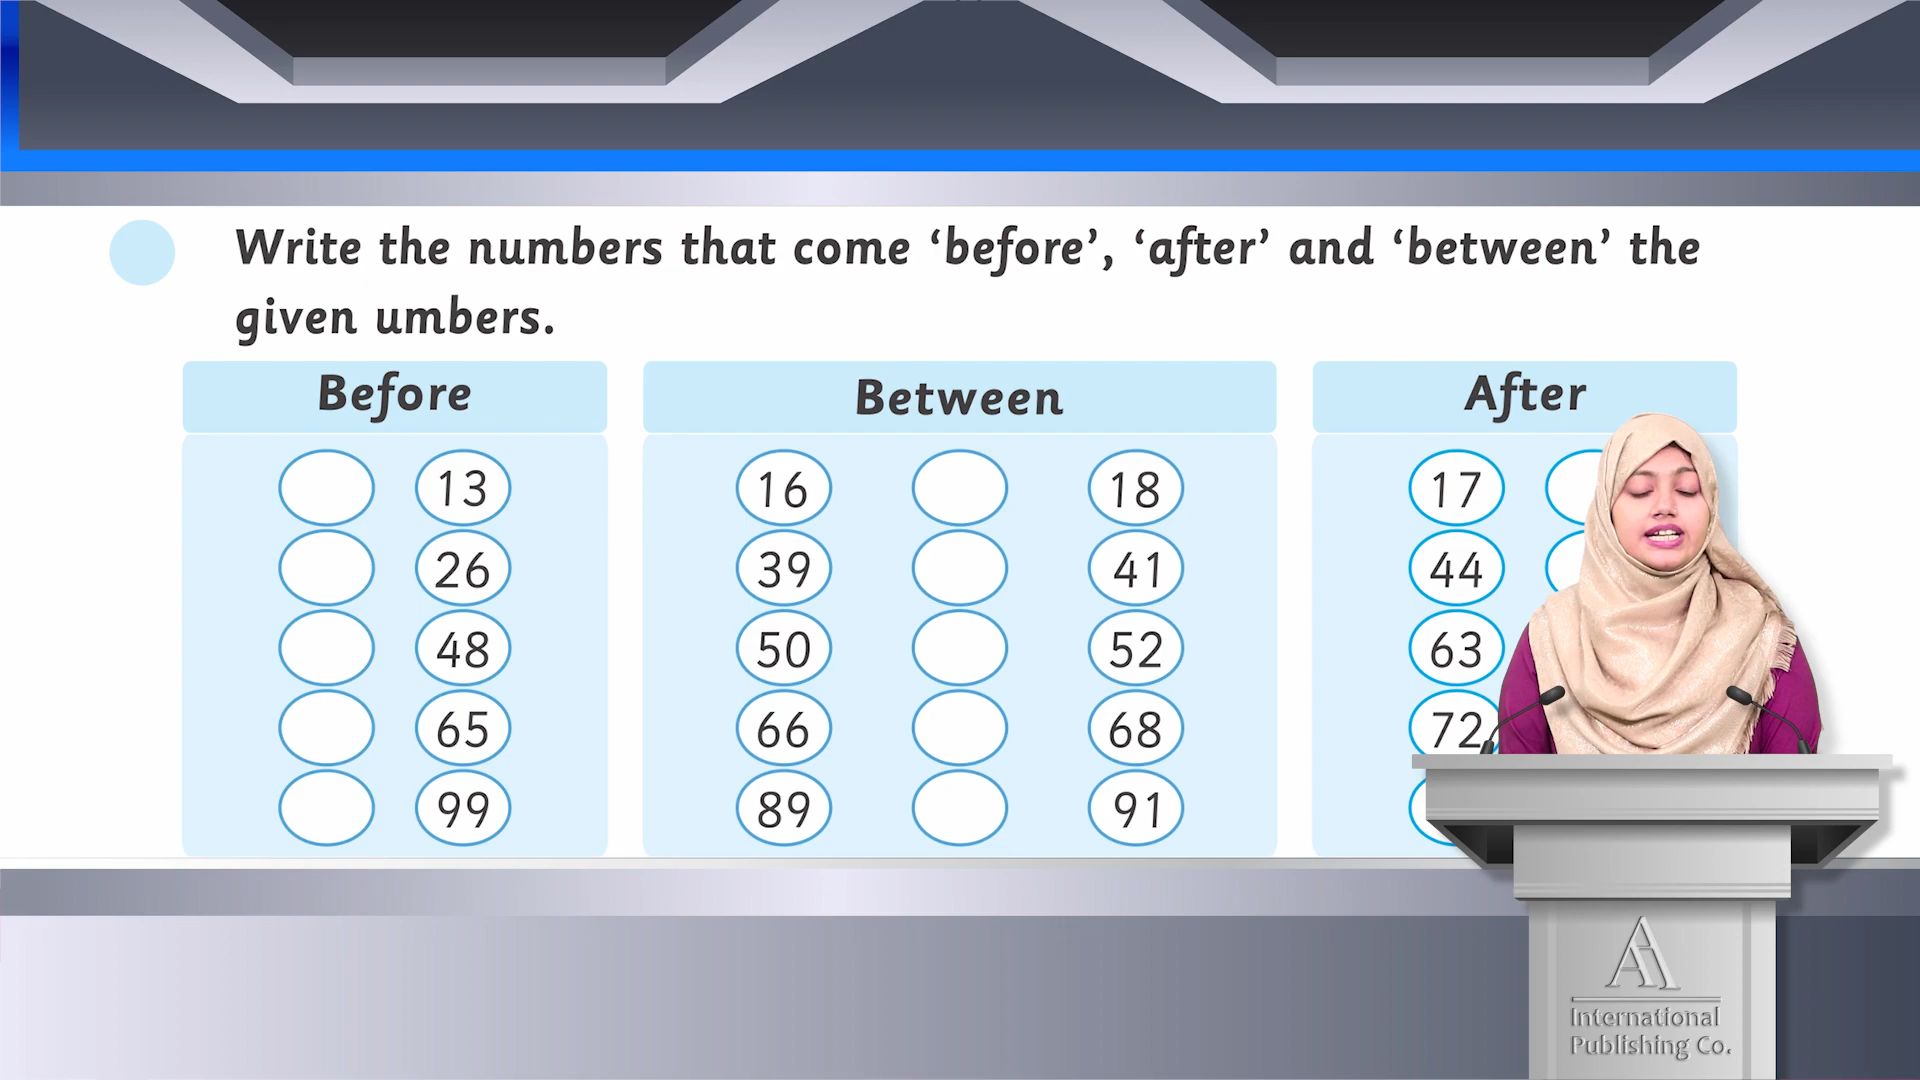 Write the numbers that come ‘before’, ‘after’ and ‘between’ the
given umbers.
Before
13
26
48
65
99
Between
16 18
39 41
50 52
66 68
89 91
After
17
44
63
72
AI
International
Publishing Co.